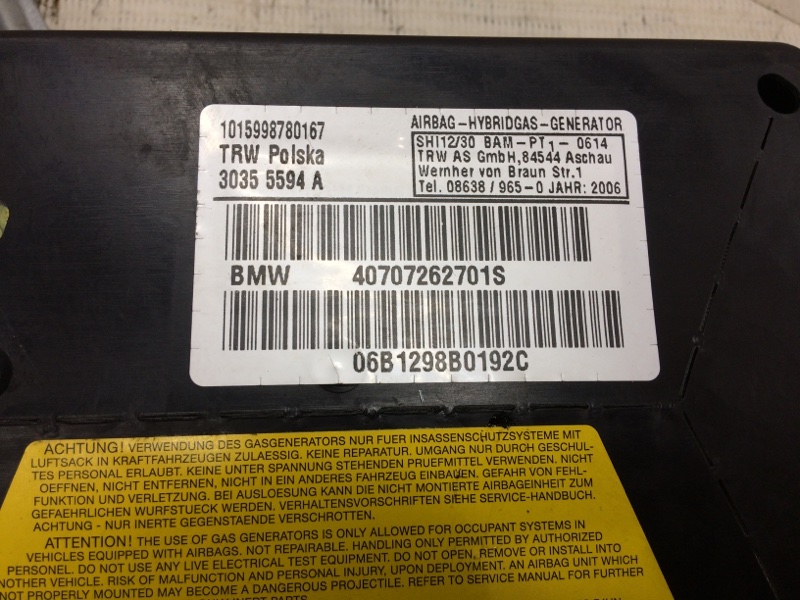 1015998780167
TRW Polska
3035 5594 A
AIRBAG-HYBRIDGAS-GENERATOR
SHI12/30 BAM-PT1-0614
TRW AS GmbH,84544 Aschau
Wernher von Braun Str.1
Tel. 08638/965-0 JAHR: 2006
BMW 40707262701S
06B1298B0192C
ACHTUNG! VERWENDUNG DES GASGENERATORS NUR FUER INSASSENSCHUTZSYSTEME MIT
LUFTSACK IN KRAFTFAHRZEUGEN ZULAESSIG. KEINE REPARATUR. UMGANG NUR DURCH GESCHUL-
TES PERSONAL ERLAUBT. KEINE UNTER SPANNUNG STEHENDEN PRUEFMITTEL VERWENDEN. NICHT
OEFFNEN, NICHT ENTFERNEN, NICHT IN EIN ANDERES FAHRZEUG EINBAUEN. GEFAHR VON FEHL-
FUNKTION UND VERLETZUNG. BEI AUSLOESUNG KANN DIE NICHT MONTIERTE AIRBAGEINHEIT ZUM
GEFAEHRLICHEN WURFSTUECK WERDEN. VERHALTENSVORSCHRIFTEN SIEHE SERVICE-HANDBUCH.
ACHTUNG - NUR INERTE GEGENSTAENDE VERSCHROTTEN.
ATTENTION! THE USE OF GAS GENERATORS IS ONLY ALLOWED FOR OCCUPANT SYSTEMS IN
VEHICLES EQUIPPED WITH AIRBAGS. NOT REPAIRABLE. HANDLING ONLY PERMITTED BY AUTHORIZED
PERSONEL. DO NOT USE ANY LIVE ELECTRICAL TEST EQUIPMENT. DO NOT OPEN, REMOVE OR INSTALL INTO
NOTHER VEHICLE. RISK OF MALFUNCTION AND PERSONAL INJURY, UPON DEPLOYMENT. AN AIRBAG UNIT WHICH
NOT PROPERLY MOUNTED MAY BECOME A DANGEROUS PROJECTILE. REFER TO SERVICE MANUAL FOR FURTHER